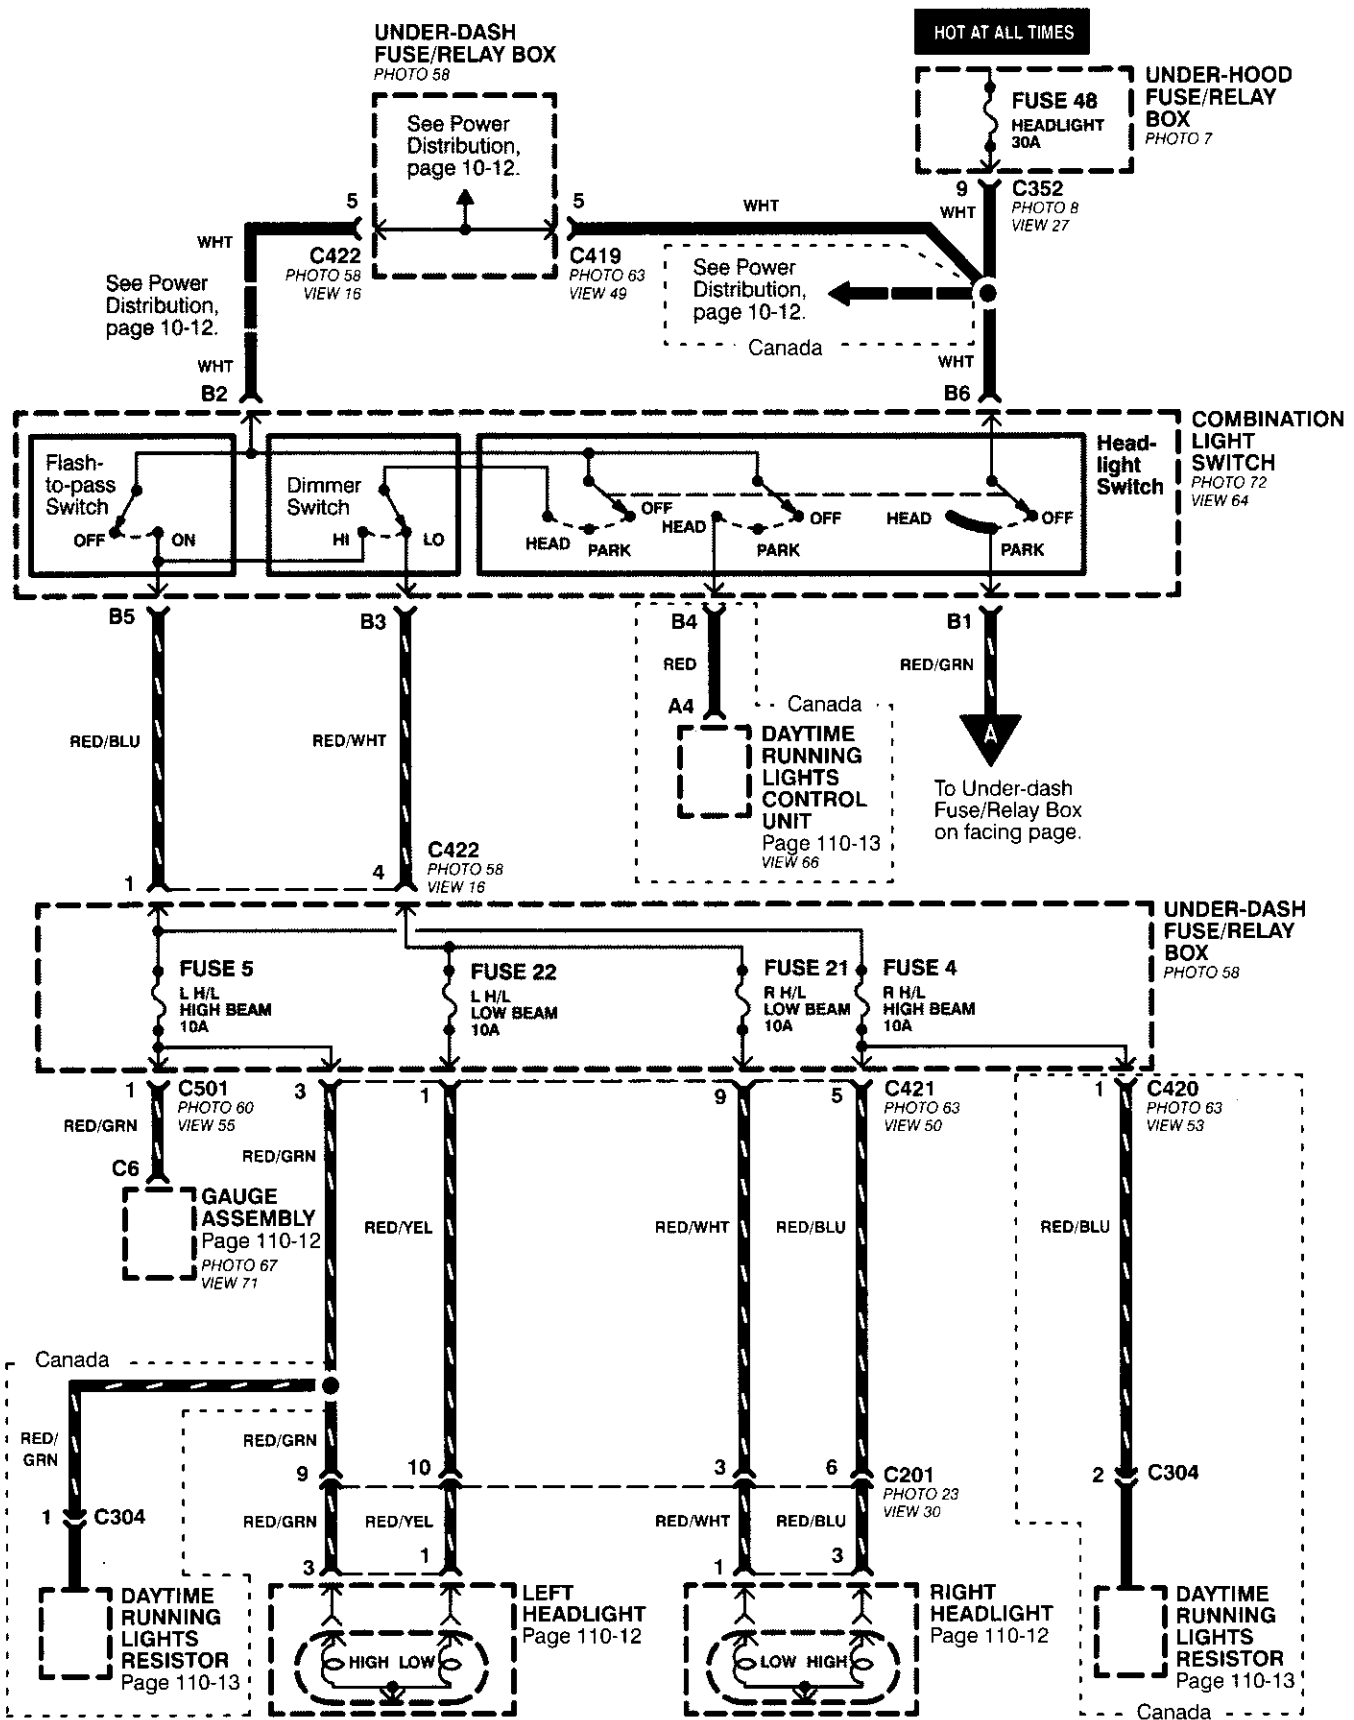 HOT AT ALL TIMES
UNDER-DASH
FUSE/RELAY BOX
PHOTO 58
See Power
Distribution,
page 10-12.
FUSE 48
HEADLIGHT
30A
UNDER-HOOD
FUSE/RELAY
BOX
PHOTO 7
5
5
WHT
9
WHT
C352
PHOTO 8
VIEW 27
WHT
C422
PHOTO 58
VIEW 16
C419
PHOTO 63
VIEW 49
See Power
Distribution,
page 10-12.
See Power
Distribution,
page 10-12.
Canada
WHT
WHT
B2
B6
COMBINATION
LIGHT
SWITCH
PHOTO 72
VIEW 64
Flash-
to-pass
Switch
OFF
ON
Dimmer
Switch
HI
LO
HEAD
PARK
OFF
HEAD
PARK
OFF
HEAD
PARK
OFF
Head-
light
Switch
B5
B3
B4
B1
RED
RED/GRN
A4
Canada
RED/BLU
RED/WHT
DAYTIME
RUNNING
LIGHTS
CONTROL
UNIT
Page 110-13
VIEW 66
A
To Under-dash
Fuse/Relay Box
on facing page.
1
4
C422
PHOTO 58
VIEW 16
UNDER-DASH
FUSE/RELAY
BOX
PHOTO 58
FUSE 5
L H/L
HIGH BEAM
10A
FUSE 22
L H/L
LOW BEAM
10A
FUSE 21
R H/L
LOW BEAM
10A
FUSE 4
R H/L
HIGH BEAM
10A
1
C501
PHOTO 60
VIEW 55
3
1
9
5
C421
PHOTO 63
VIEW 50
1
C420
PHOTO 63
VIEW 53
RED/GRN
RED/GRN
C6
GAUGE
ASSEMBLY
Page 110-12
PHOTO 67
VIEW 71
RED/YEL
RED/WHT
RED/BLU
RED/BLU
Canada
RED/
GRN
RED/GRN
9
10
3
6
C201
PHOTO 23
VIEW 30
2
C304
1
C304
RED/GRN
RED/YEL
RED/WHT
RED/BLU
3
1
1
3
DAYTIME
RUNNING
LIGHTS
RESISTOR
Page 110-13
HIGH
LOW
LEFT
HEADLIGHT
Page 110-12
LOW
HIGH
RIGHT
HEADLIGHT
Page 110-12
DAYTIME
RUNNING
LIGHTS
RESISTOR
Page 110-13
Canada